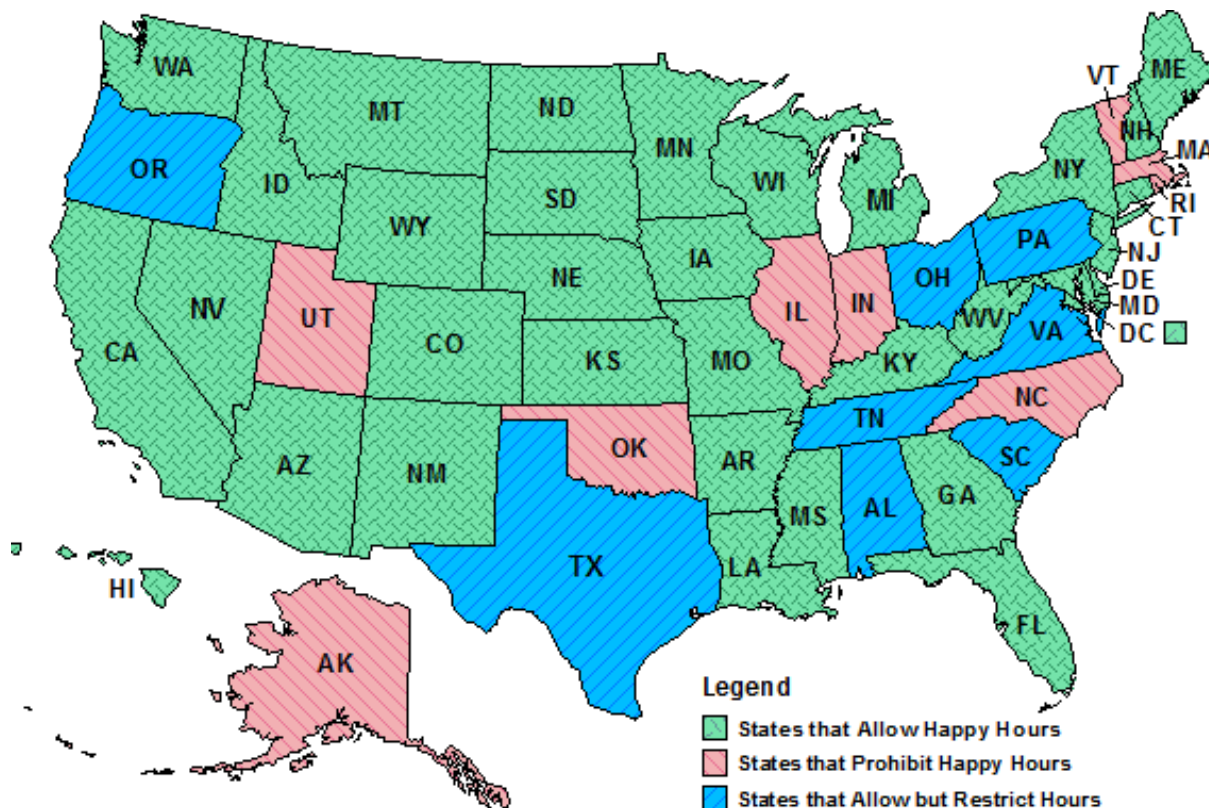 WA
MT
ND
MN
VT
ME
NH
OR
ID
SD
WI
MI
NY
MA
WY
RI
CT
IA
PA
NJ
NE
OH
DE
NV
UT
IL
IN
MD
CA
CO
KS
MO
WV
VA
DC
KY
NC
TN
AZ
NM
OK
AR
SC
MS
AL
GA
TX
LA
HI
FL
AK
Legend
States that Allow Happy Hours
States that Prohibit Happy Hours
States that Allow but Restrict Hours